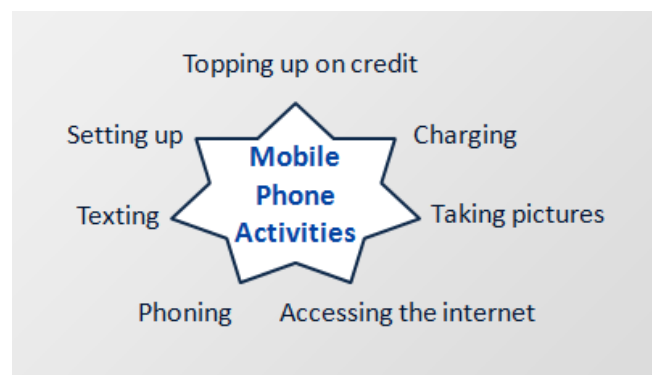 Topping up on credit
Setting up
Charging
Mobile
Phone
Activities
Texting
Taking pictures
Phoning
Accessing the internet